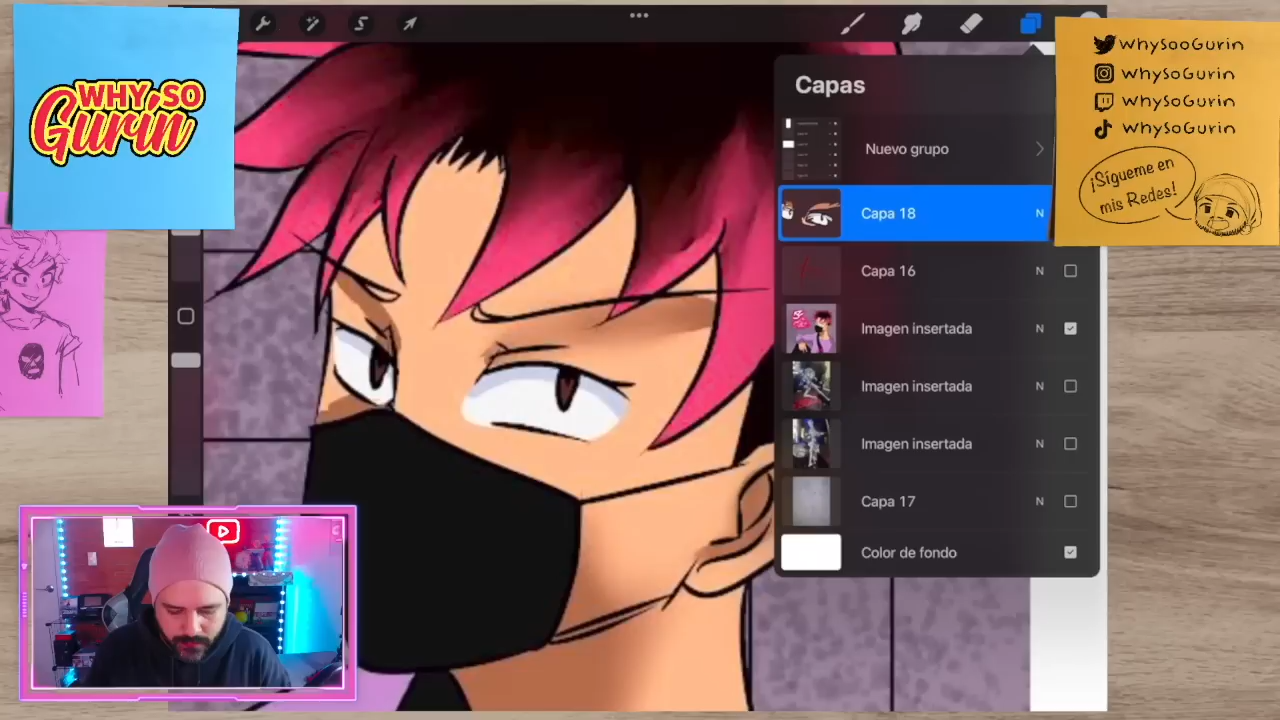 WHY SO
Gurin
Capas
Nuevo grupo
Capa 18 N
Capa 16 N
Imagen insertada N
Imagen insertada N
Imagen insertada N
Capa 17 N
Color de fondo
WhySooGurin
WhySoGurin
WhySoGurin
WhySoGurin
¡Sígueme en
mis Redes!